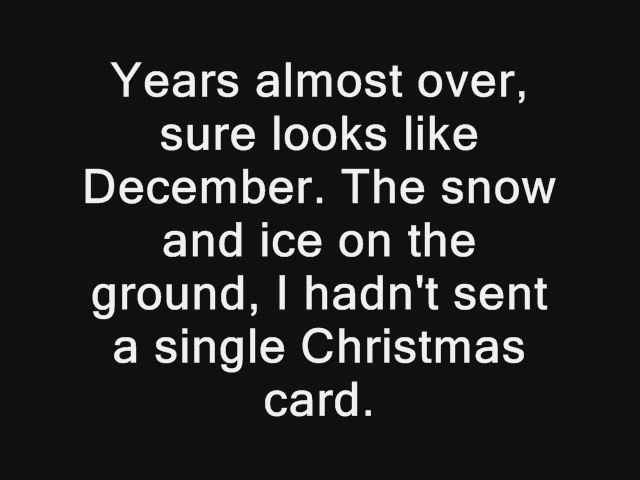 Years almost over,
sure looks like
December. The snow
and ice on the
ground, I hadn't sent
a single Christmas
card.